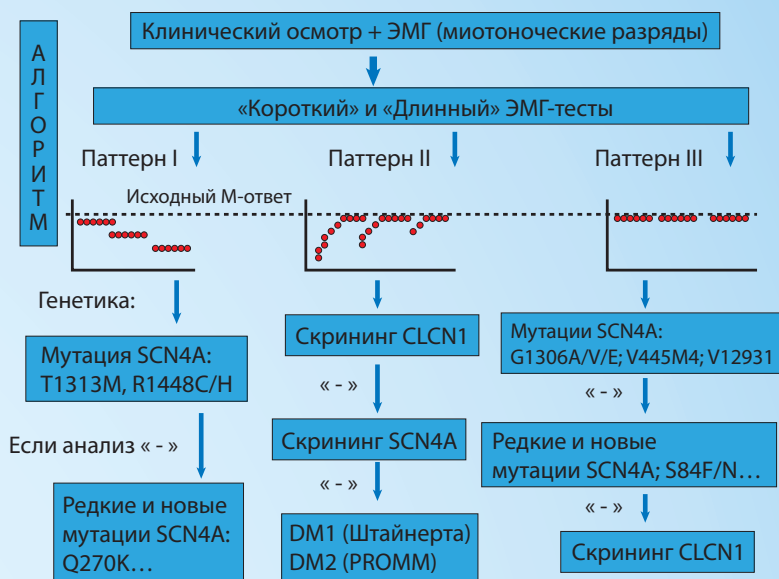 АЛГОРИТМ
Клинический осмотр + ЭМГ (миотоноческие разряды)
«Короткий» и «Длинный» ЭМГ-тесты
Паттерн I
Паттерн II
Паттерн III
Исходный М-ответ
Генетика:
Мутация SCN4A:
T1313M, R1448C/H
Если анализ « - »
Редкие и новые
мутации SCN4A:
Q270K…
Скрининг CLCN1
« - »
Скрининг SCN4A
« - »
DM1 (Штайнерта)
DM2 (PROMM)
Мутации SCN4A:
G1306A/V/E; V445M4; V12931
« - »
Редкие и новые
мутации SCN4A; S84F/N…
« - »
Скрининг CLCN1